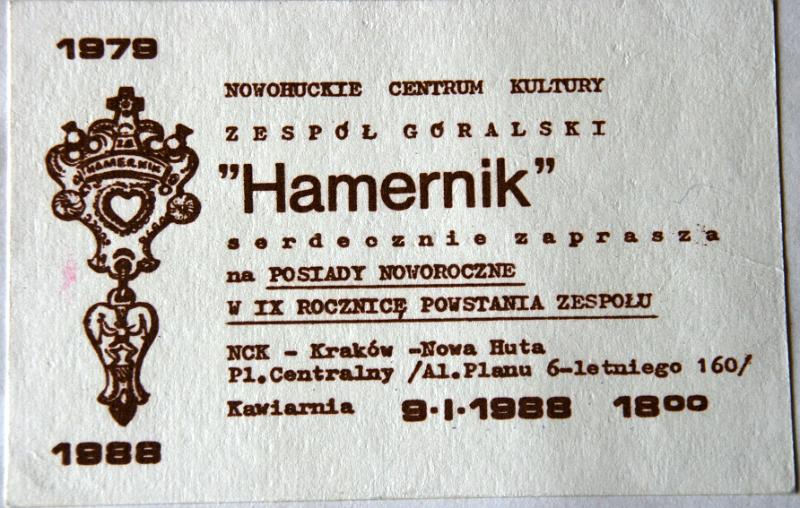 1979
HAMERNIK
1988
NOWOHUCKIE CENTRUM KULTURY
ZESPÓŁ GÓRALSKI
"Hamernik"
serdecznie zaprasza
na POSIADY NOWOROCZNE
W IX ROCZNICĘ POWSTANIA ZESPOŁU
NCK - Kraków -Nowa Huta
Pl.Centralny /Al.Planu 6-letniego 160/
Kawiarnia 9·I·1988 18⁰⁰